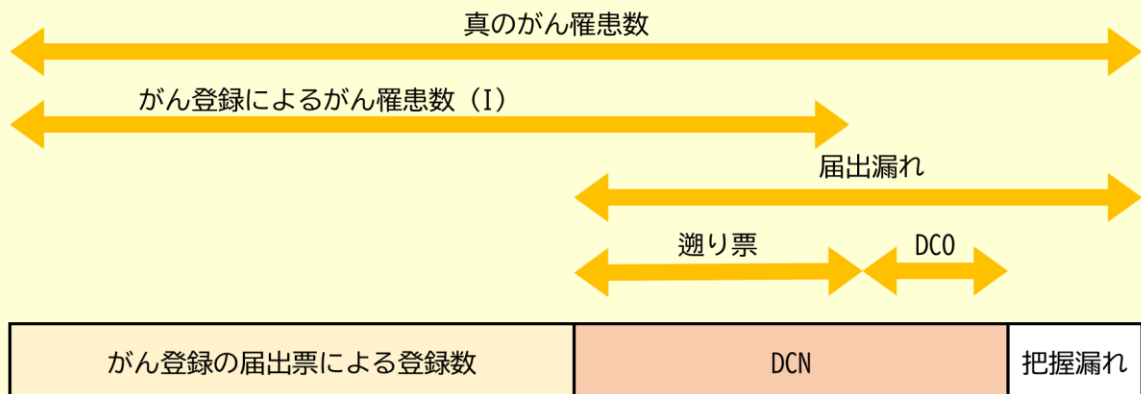 真のがん罹患数
がん登録によるがん罹患数（I）
届出漏れ
遡り票
DCO
がん登録の届出票による登録数
DCN
把握漏れ